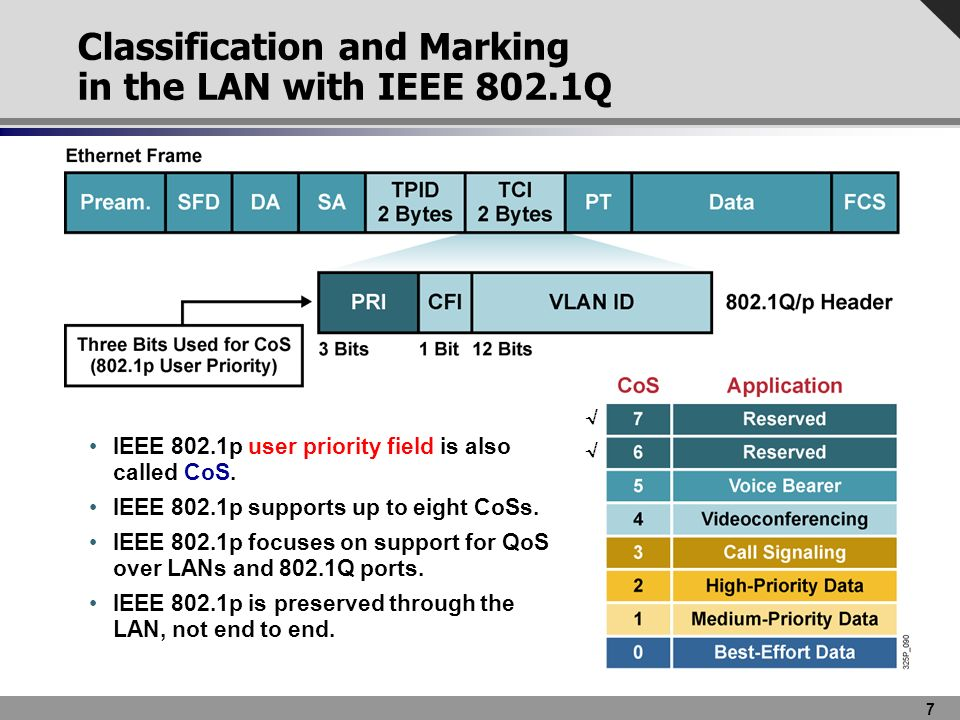 Classification and Marking
in the LAN with IEEE 802.1Q
Ethernet Frame
Pream. SFD DA SA TPID 2 Bytes TCI 2 Bytes PT Data FCS
PRI CFI VLAN ID 802.1Q/p Header
3 Bits 1 Bit 12 Bits
Three Bits Used for CoS
(802.1p User Priority)
• IEEE 802.1p user priority field is also
called CoS.
• IEEE 802.1p supports up to eight CoSs.
• IEEE 802.1p focuses on support for QoS
over LANs and 802.1Q ports.
• IEEE 802.1p is preserved through the
LAN, not end to end.
CoS Application
√ 7 Reserved
√ 6 Reserved
5 Voice Bearer
4 Videoconferencing
3 Call Signaling
2 High-Priority Data
1 Medium-Priority Data
0 Best-Effort Data
325P_090
7